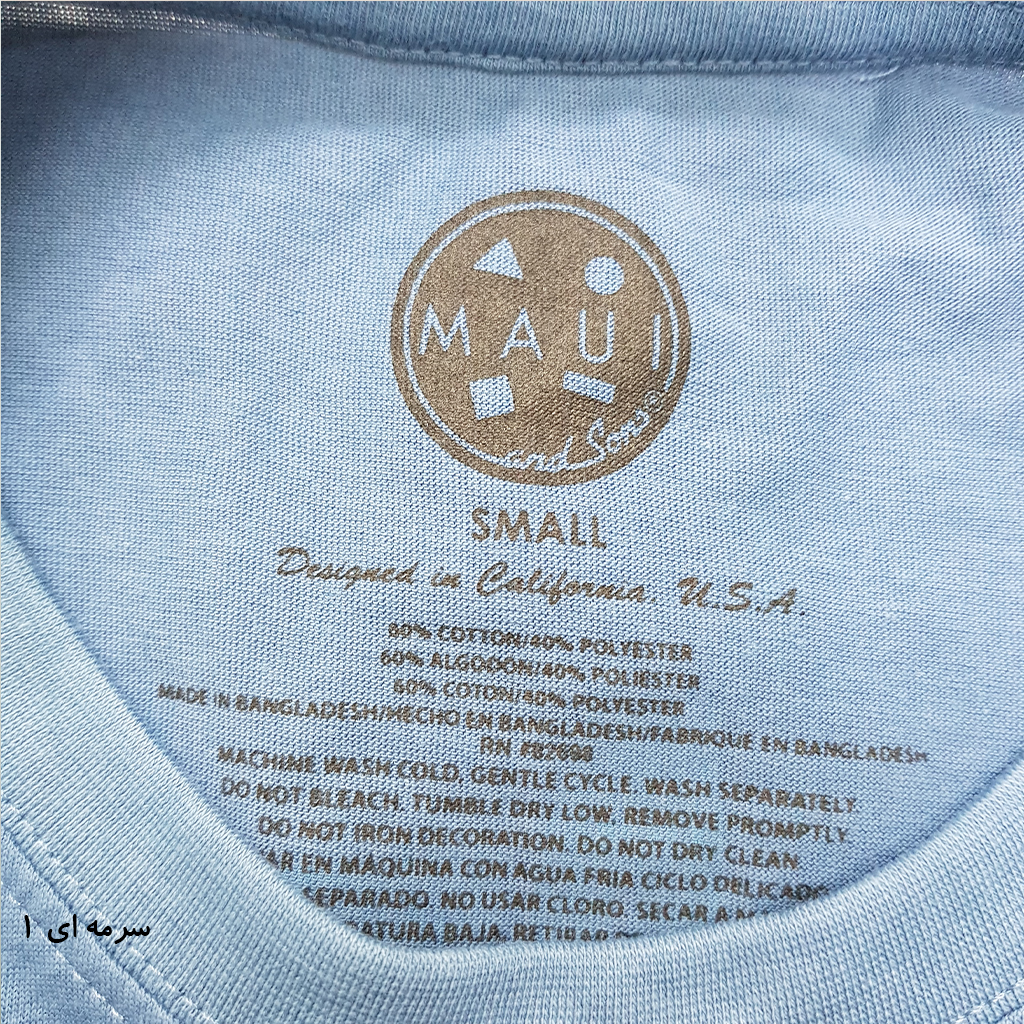 MAUI
and Sons
SMALL
Designed in California, U.S.A.
60% COTTON/40% POLYESTER
60% ALGODON/40% POLIESTER
60% COTON/40% POLYESTER
MADE IN BANGLADESH/HECHO EN BANGLADESH/FABRIQUE EN BANGLADESH
RN
MACHINE WASH COLD. GENTLE CYCLE. WASH SEPARATELY.
DO NOT BLEACH. TUMBLE DRY LOW. REMOVE PROMPTLY.
DO NOT IRON DECORATION. DO NOT DRY CLEAN.
EN MAQUINA CON AGUA FRIA CICLO DELICADO
SEPARADO. NO USAR CLORO. SECAR A
BAJA. RETIRAR
سرمه ای ۱